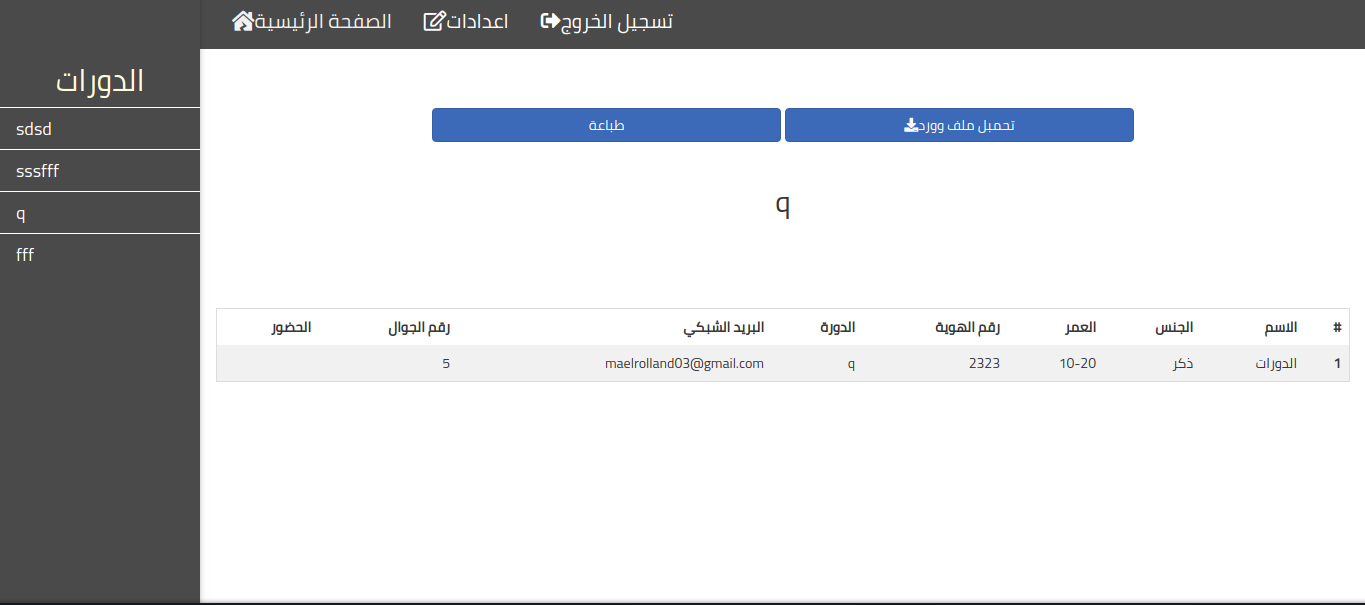 الصفحة الرئيسية اعدادات تسجيل الخروج
الدورات
sdsd
sssfff
q
fff
تحمبل ملف وورد طباعة
q
# الاسم الجنس العمر رقم الهوية الدورة البريد الشبكي رقم الجوال الحضور
1 الدورات ذكر 10-20 2323 q maelrolland03@gmail.com 5